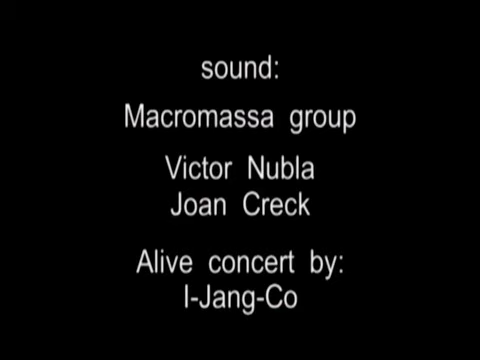 sound:
Macromassa group
Victor Nubla
Joan Creck
Alive concert by:
I-Jang-Co